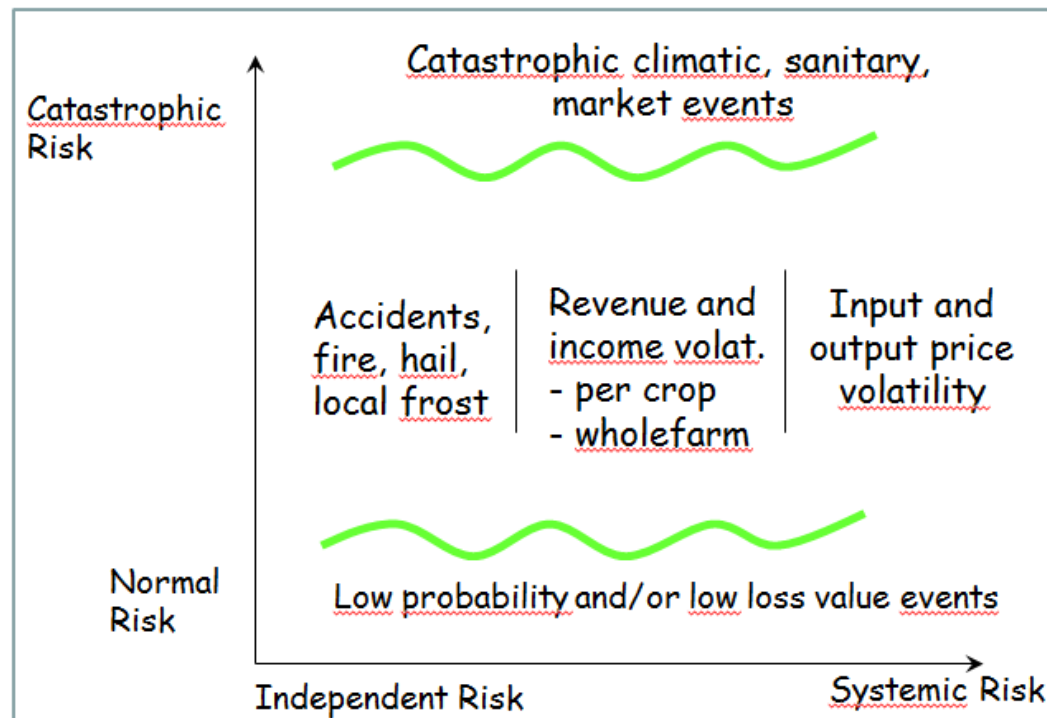 Catastrophic climatic, sanitary,
market events
Catastrophic
Risk
Accidents,
fire, hail,
local frost
Revenue and
income volat.
- per crop
- wholefarm
Input and
output price
volatility
Normal
Risk
Low probability and/or low loss value events
Independent Risk
Systemic Risk